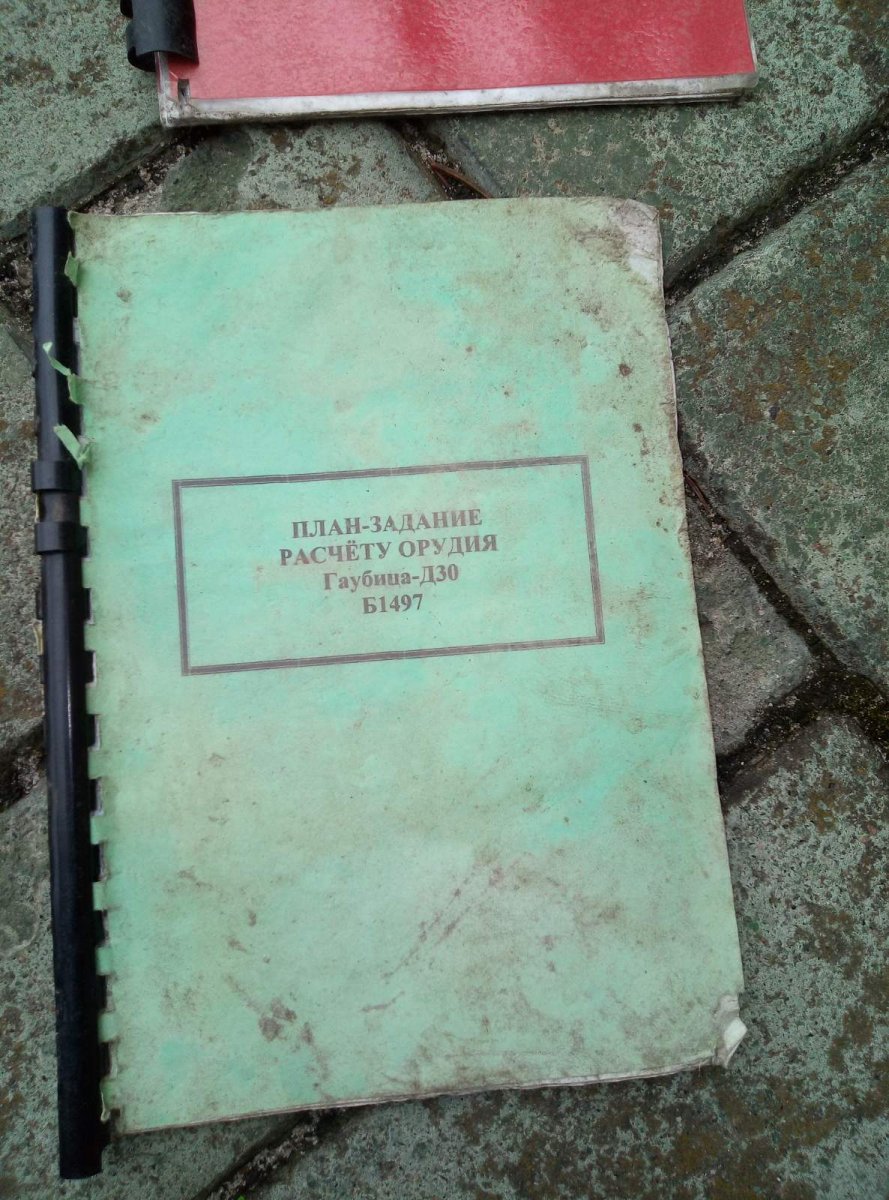 ПЛАН-ЗАДАНИЕ
РАСЧЁТУ ОРУДИЯ
Гаубица-Д30
Б1497